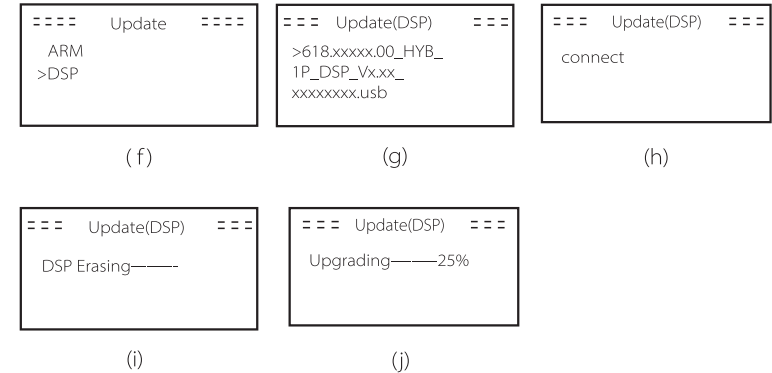 ==== Update ====
ARM
>DSP
(f)
=== Update(DSP) ===
>618.xxxxx.00_HYB_
1P_DSP_Vx.xx_
xxxxxxxx.usb
(g)
=== Update(DSP) ===
connect
(h)
=== Update(DSP) ===
DSP Erasing———-
(i)
=== Update(DSP) ===
Upgrading———25%
(j)